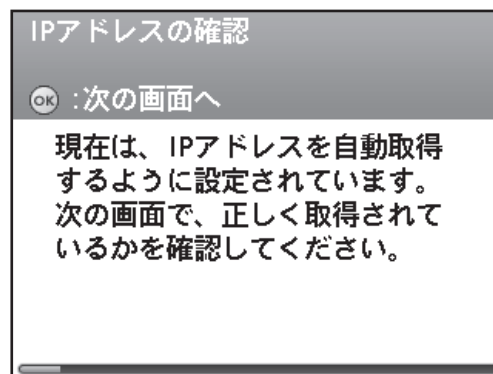 IPアドレスの確認
OK :次の画面へ
現在は、IPアドレスを自動取得
するように設定されています。
次の画面で、正しく取得されて
いるかを確認してください。